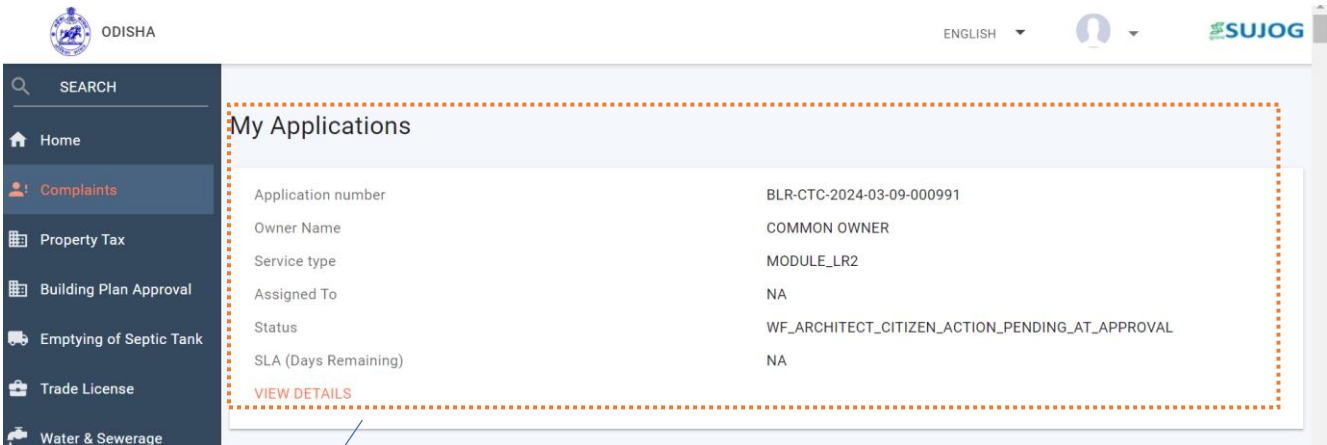 ODISHA
ENGLISH
SUJOG
SEARCH
Home
Complaints
Property Tax
Building Plan Approval
Emptying of Septic Tank
Trade License
Water & Sewerage
My Applications
Application number BLR-CTC-2024-03-09-000991
Owner Name COMMON OWNER
Service type MODULE_LR2
Assigned To NA
Status WF_ARCHITECT_CITIZEN_ACTION_PENDING_AT_APPROVAL
SLA (Days Remaining) NA
VIEW DETAILS